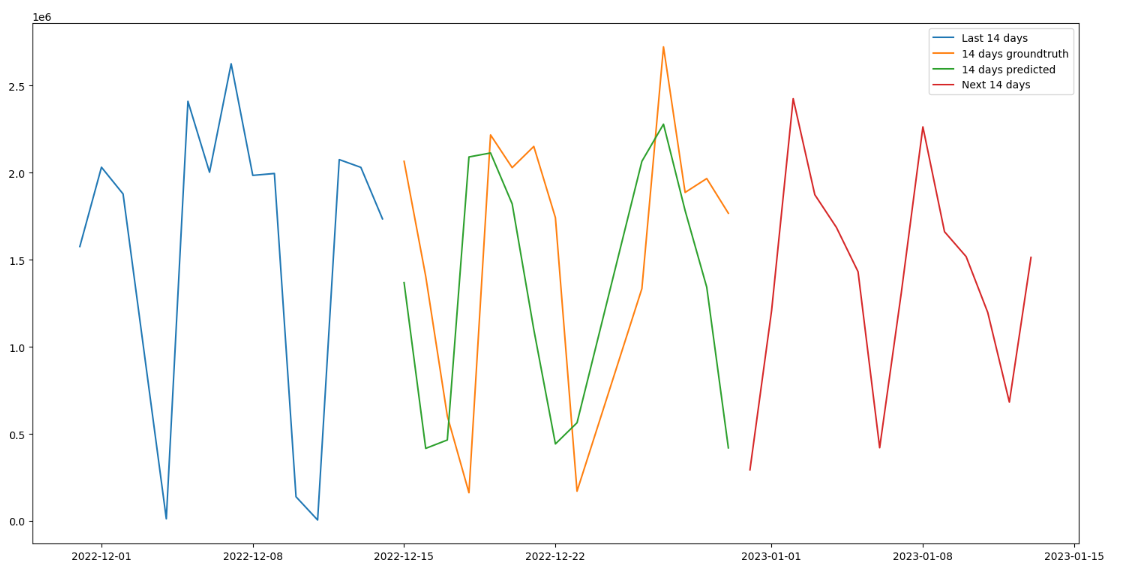 1e6
Last 14 days
14 days groundtruth
14 days predicted
Next 14 days
2.5
2.0
1.5
1.0
0.5
0.0
2022-12-01 2022-12-08 2022-12-15 2022-12-22 2023-01-01 2023-01-08 2023-01-15